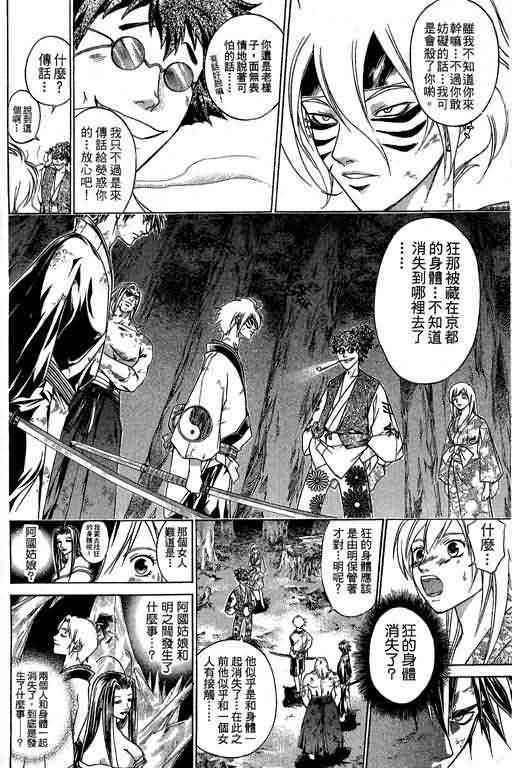 雖我不知道你來
幹嘛…不過你敢
妨礙的話…我可
是會殺了你喲。
你還是老樣
子，面無表
情地說著可
怕的話……
有話好說嘛！
什麼？
傳話？
我只不過是來
傳話給熒惑你
的…放心吧！
說到這
個啊…
狂那被藏在京都
的身體…不知道
消失到哪裡去了
……
什麼…
狂的身體
消失了？
狂的身體應該
是由明保管著
才對…明呢？
他似乎是和身體一
起消失了…在此之
前他似乎和一個女
人有接觸……
那個女人
難道是…
阿國姑娘？
阿國姑娘和
明之間發生了
什麼事…？
兩個人和身體一起
消失了，到底是發
生了什麼事……？